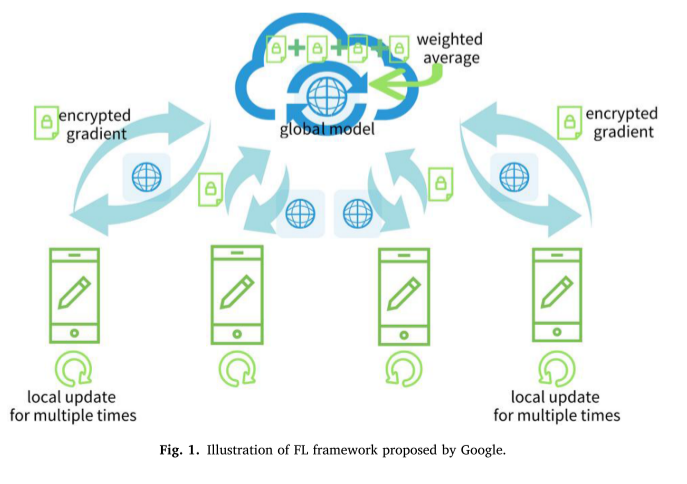 weighted
average
global model
encrypted
gradient
encrypted
gradient
local update
for multiple times
local update
for multiple times
Fig. 1. Illustration of FL framework proposed by Google.